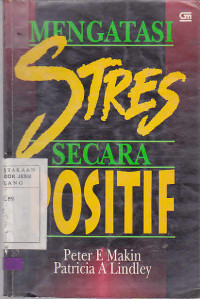 MENGATASI
STRES
SECARA
POSITIF
Peter E Makin
Patricia A Lindley